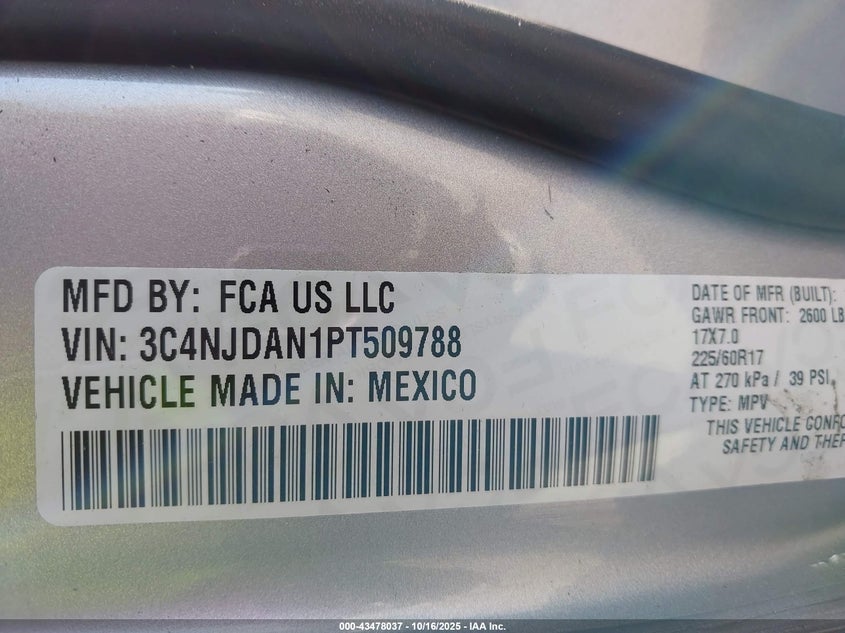 MFD BY: FCA US LLC
VIN: 3C4NJDAN1PT509788
VEHICLE MADE IN: MEXICO
DATE OF MFR (BUILT):
GAWR FRONT: 2600 LB
17X7.0
225/60R17
AT 270 kPa / 39 PSI
TYPE: MPV
THIS VEHICLE CONFO
SAFETY AND THEF
000-43478037 - 10/16/2025 - IAA Inc.